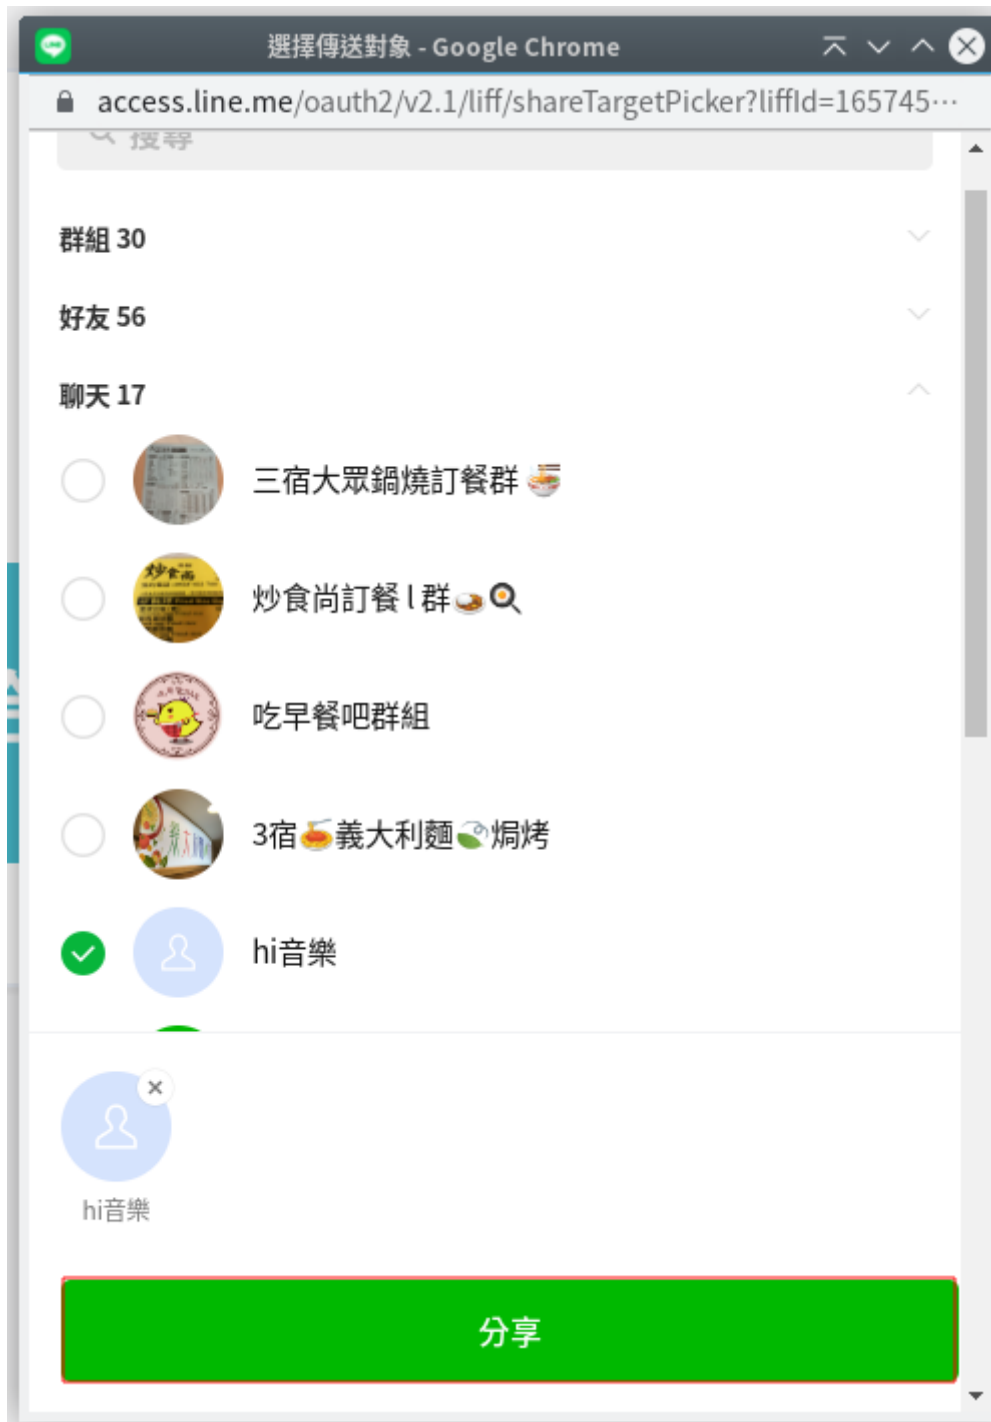 選擇傳送對象 - Google Chrome
access.line.me/oauth2/v2.1/liff/shareTargetPicker?liffId=165745···
搜尋
群組 30
好友 56
聊天 17
三宿大眾鍋燒訂餐群🍜
炒食尚訂餐 l 群🍛🍳
吃早餐吧群組
3宿🍝義大利麵🍃焗烤
hi音樂
hi音樂
分享